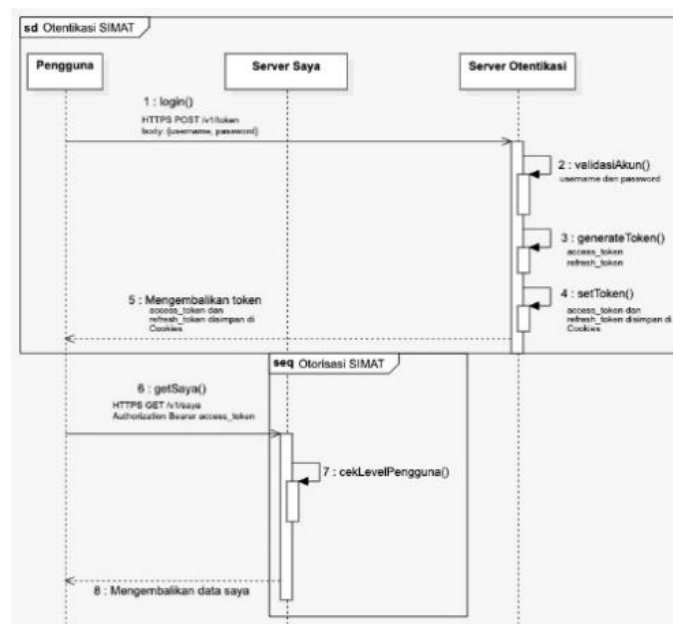 sd Otentikasi SIMAT
Pengguna
Server Saya
Server Otentikasi
1 : login()
HTTPS POST /v1/token
body: {username, password}
2 : validasiAkun()
username dan password
3 : generateToken()
access_token
refresh_token
4 : setToken()
access_token dan
refresh_token disimpan di
Cookies
5 : Mengembalikan token
access_token dan
refresh_token disimpan di
Cookies
seq Otorisasi SIMAT
6 : getSaya()
HTTPS GET /v1/saya
Authorization Bearer access_token
7 : cekLevelPengguna()
8 : Mengembalikan data saya